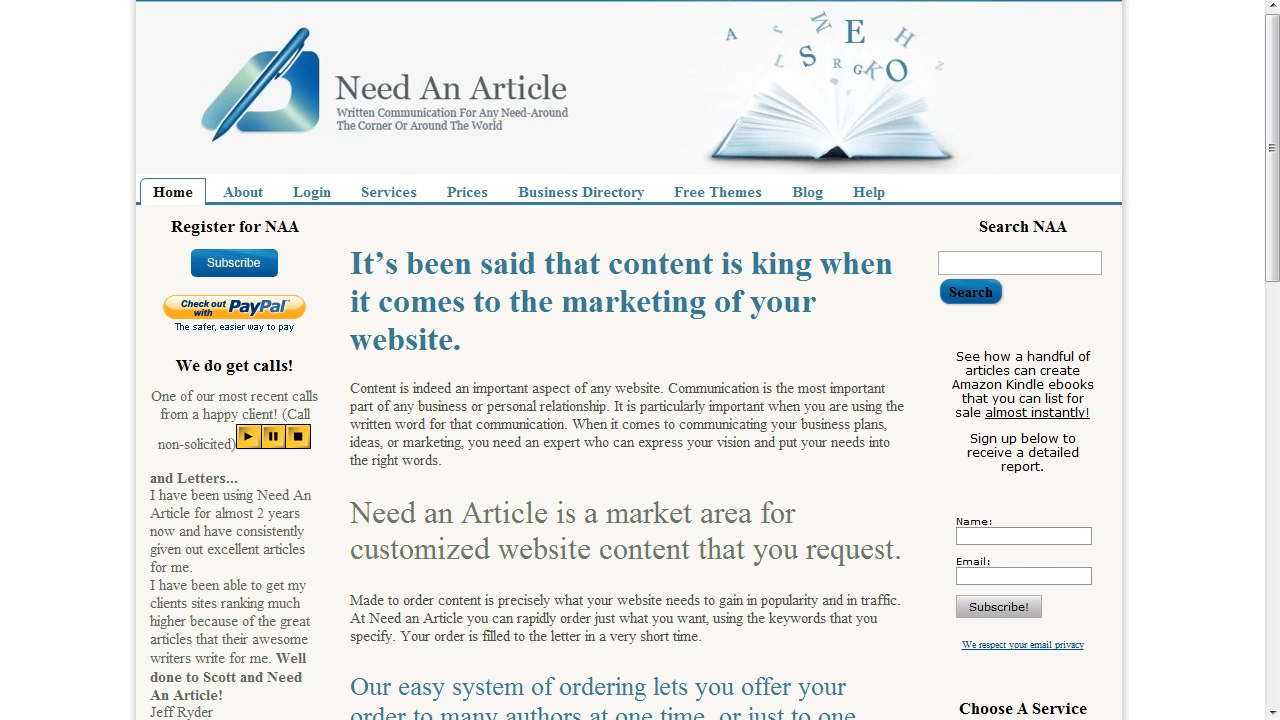 A J W E H
L S R G K O Z
Need An Article
Written Communication For Any Need-Around
The Corner Or Around The World
Home About Login Services Prices Business Directory Free Themes Blog Help
Register for NAA
Subscribe
Check out with PayPal
The safer, easier way to pay
We do get calls!
One of our most recent calls
from a happy client! (Call
non-solicited)
and Letters...
I have been using Need An
Article for almost 2 years
now and have consistently
given out excellent articles
for me.
I have been able to get my
clients sites ranking much
higher because of the great
articles that their awesome
writers write for me. Well
done to Scott and Need
An Article!
Jeff Ryder
It’s been said that content is king when
it comes to the marketing of your
website.
Content is indeed an important aspect of any website. Communication is the most important
part of any business or personal relationship. It is particularly important when you are using the
written word for that communication. When it comes to communicating your business plans,
ideas, or marketing, you need an expert who can express your vision and put your needs into
the right words.
Need an Article is a market area for
customized website content that you request.
Made to order content is precisely what your website needs to gain in popularity and in traffic.
At Need an Article you can rapidly order just what you want, using the keywords that you
specify. Your order is filled to the letter in a very short time.
Our easy system of ordering lets you offer your
order to many authors at one time, or just to one
Search NAA
Search
See how a handful of
articles can create
Amazon Kindle ebooks
that you can list for
sale almost instantly!
Sign up below to
receive a detailed
report.
Name:
Email:
Subscribe!
We respect your email privacy
Choose A Service